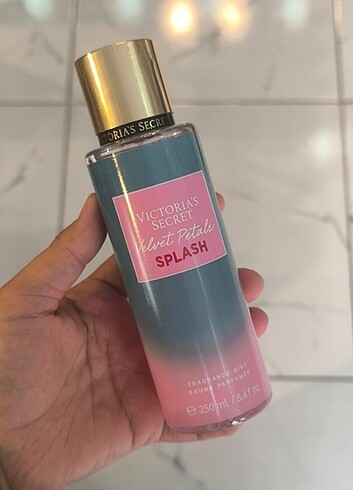 VICTORIA'S SECRET
VICTORIA'S
SECRET
Velvet Petals
SPLASH
FRAGRANCE MIST
BRUME PARFUMÉE
℮ 250 mL / 8.4 fl oz